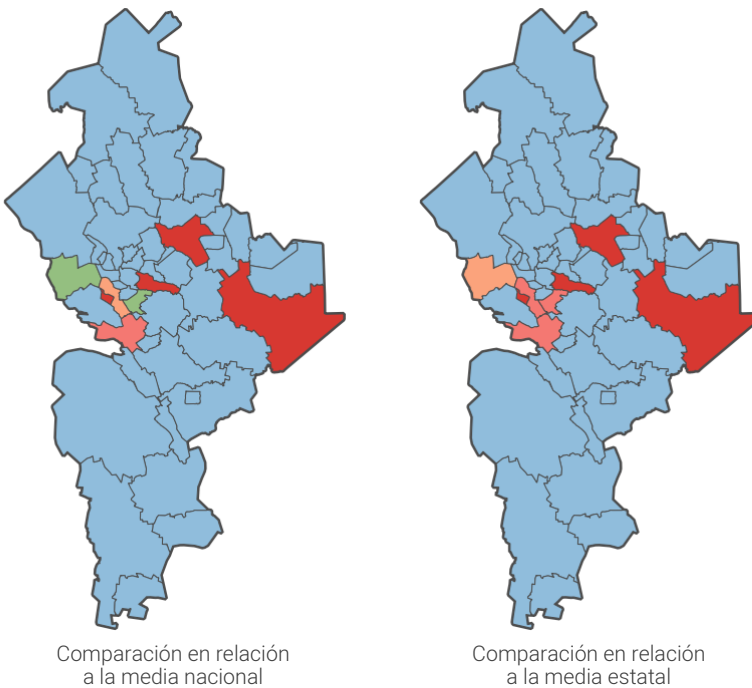 Comparación en relación
a la media nacional
Comparación en relación
a la media estatal